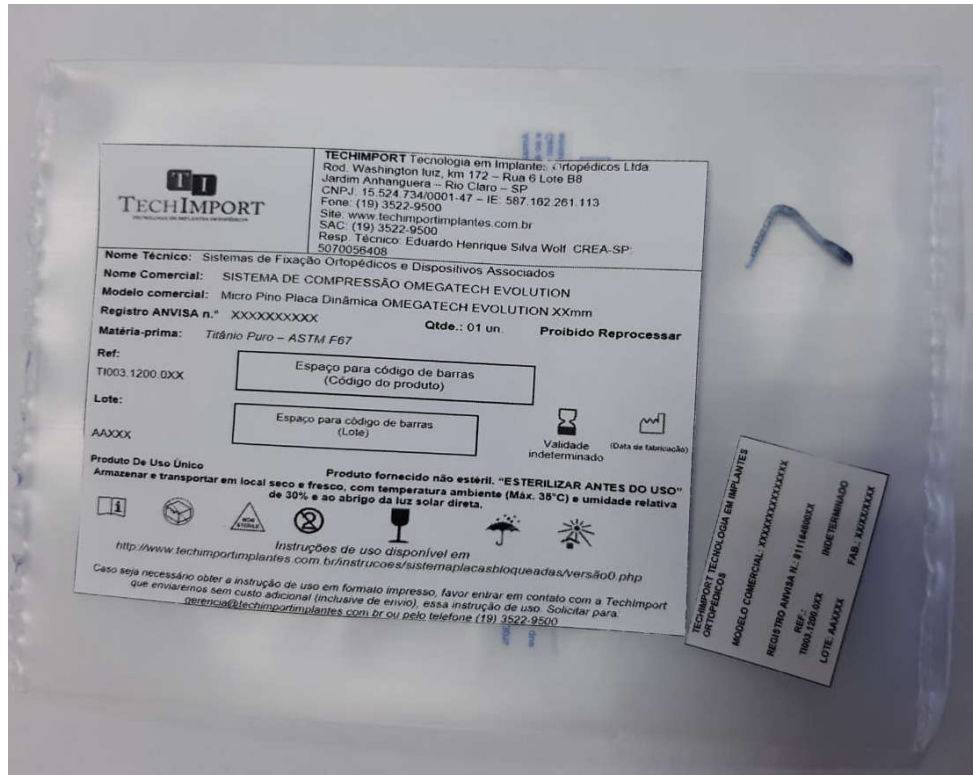 TI
TECHIMPORT
TECHIMPORT Tecnologia em Implantes Ortopédicos Ltda
Rod. Washington luiz, km 172 – Rua 6 Lote B8
Jardim Anhanguera – Rio Claro – SP
CNPJ: 15.524.734/0001-47 – IE: 587.162.261.113
Fone: (19) 3522-9500
Site: www.techimportimplantes.com.br
SAC: (19) 3522-9500
Resp. Técnico: Eduardo Henrique Silva Wolf CREA-SP:
5070056408
Nome Técnico: Sistemas de Fixação Ortopédicos e Dispositivos Associados
Nome Comercial: SISTEMA DE COMPRESSÃO OMEGATECH EVOLUTION
Modelo comercial: Micro Pino Placa Dinâmica OMEGATECH EVOLUTION XXmm
Registro ANVISA n.° XXXXXXXXXX Qtde.: 01 un. Proibido Reprocessar
Matéria-prima: Titânio Puro – ASTM F67
Ref:
TI003.1200.0XX
Espaço para código de barras
(Código do produto)
Lote:
AAXXX
Espaço para código de barras
(Lote)
Validade
indeterminado
(Data de fabricação)
Produto De Uso Único Produto fornecido não estéril. "ESTERILIZAR ANTES DO USO"
Armazenar e transportar em local seco e fresco, com temperatura ambiente (Máx. 35°C) e umidade relativa
de 30% e ao abrigo da luz solar direta.
NON
STERILE
Instruções de uso disponível em
http://www.techimportimplantes.com.br/instrucoes/sistemaplacasbloqueadas/versão0.php
Caso seja necessário obter a instrução de uso em formato impresso, favor entrar em contato com a TechImport
que enviaremos sem custo adicional (inclusive de envio), essa instrução de uso. Solicitar para:
gerencia@techimportimplantes.com.br ou pelo telefone (19) 3522-9500
TECHIMPORT TECNOLOGIA EM IMPLANTES
ORTOPÉDICOS
MODELO COMERCIAL: XXXXXXXXXXXXXXX
REGISTRO ANVISA N.: 811164800XX
REF.: INDETERMINADO
TI003.1200.0XX
LOTE: AAXXXX FAB.: XX/XX/XXXX